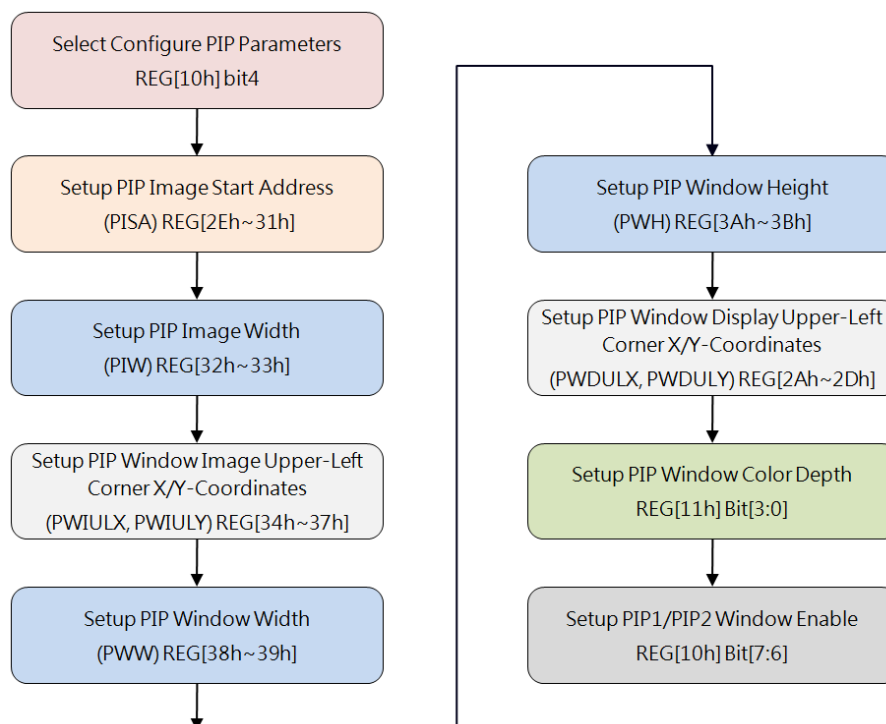 Select Configure PIP Parameters
REG[10h] bit4
Setup PIP Image Start Address
(PISA) REG[2Eh~31h]
Setup PIP Image Width
(PIW) REG[32h~33h]
Setup PIP Window Image Upper-Left
Corner X/Y-Coordinates
(PWIULX, PWIULY) REG[34h~37h]
Setup PIP Window Width
(PWW) REG[38h~39h]
Setup PIP Window Height
(PWH) REG[3Ah~3Bh]
Setup PIP Window Display Upper-Left
Corner X/Y-Coordinates
(PWDULX, PWDULY) REG[2Ah~2Dh]
Setup PIP Window Color Depth
REG[11h] Bit[3:0]
Setup PIP1/PIP2 Window Enable
REG[10h] Bit[7:6]